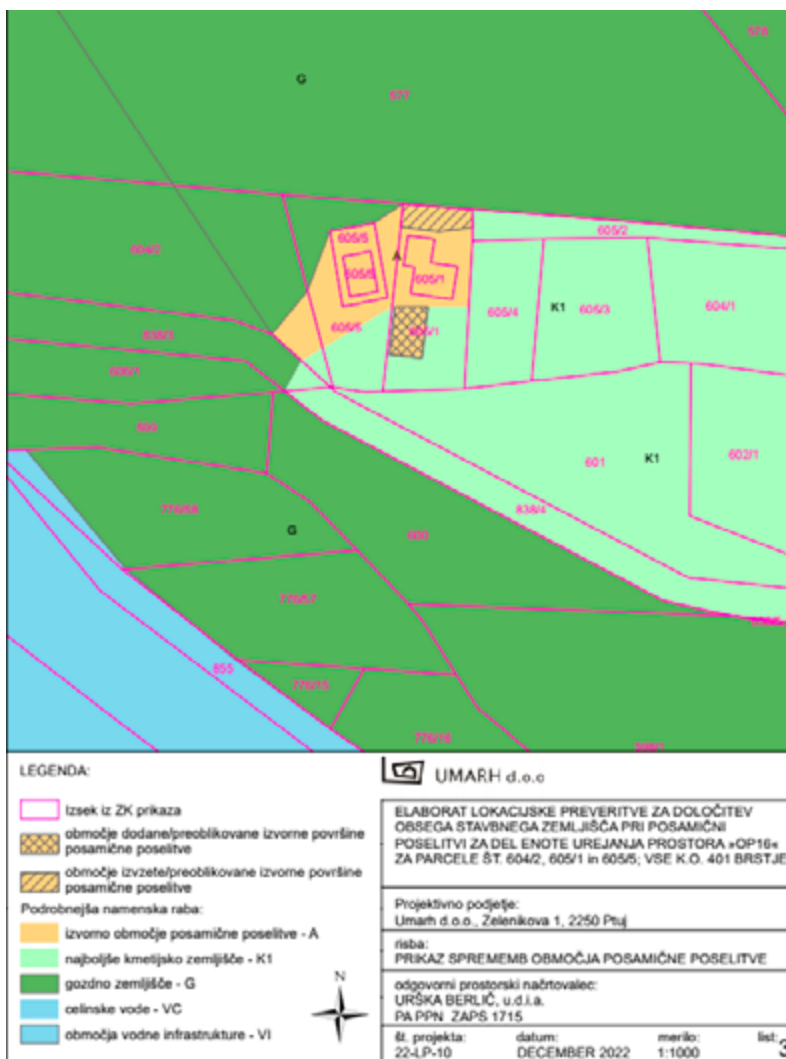 578
G
577
605/2
604/2
605/5
A
605/1
605/4
K1
605/3
604/1
838/3
601
K1
602/1
776/58
838/4
G
600
776/57
855
776/15
776/16
LEGENDA:
Izsek iz ZK prikaza
območje dodane/preoblikovane izvorne površine
posamične poselitve
območje izvzete/preoblikovane izvorne površine
posamične poselitve
Podrobnejša namenska raba:
izvorno območje posamične poselitve - A
najboljše kmetijsko zemljišče - K1
gozdno zemljišče - G
celinske vode - VC
območja vodne infrastrukture - VI
N
UMARH d.o.o
ELABORAT LOKACIJSKE PREVERITVE ZA DOLOČITEV
OBSEGA STAVBNEGA ZEMLJIŠČA PRI POSAMIČNI
POSELITVI ZA DEL ENOTE UREJANJA PROSTORA »OP16«
ZA PARCELE ŠT. 604/2, 605/1 in 605/5; VSE K.O. 401 BRSTJE
Projektivno podjetje:
Umarh d.o.o., Zelenikova 1, 2250 Ptuj
risba:
PRIKAZ SPREMEMB OBMOČJA POSAMIČNE POSELITVE
odgovorni prostorski načrtovalec:
URŠKA BERLIČ, u.d.i.a.
PA PPN ZAPS 1715
št. projekta: datum: merilo: list:
22-LP-10 DECEMBER 2022 1:1000 3